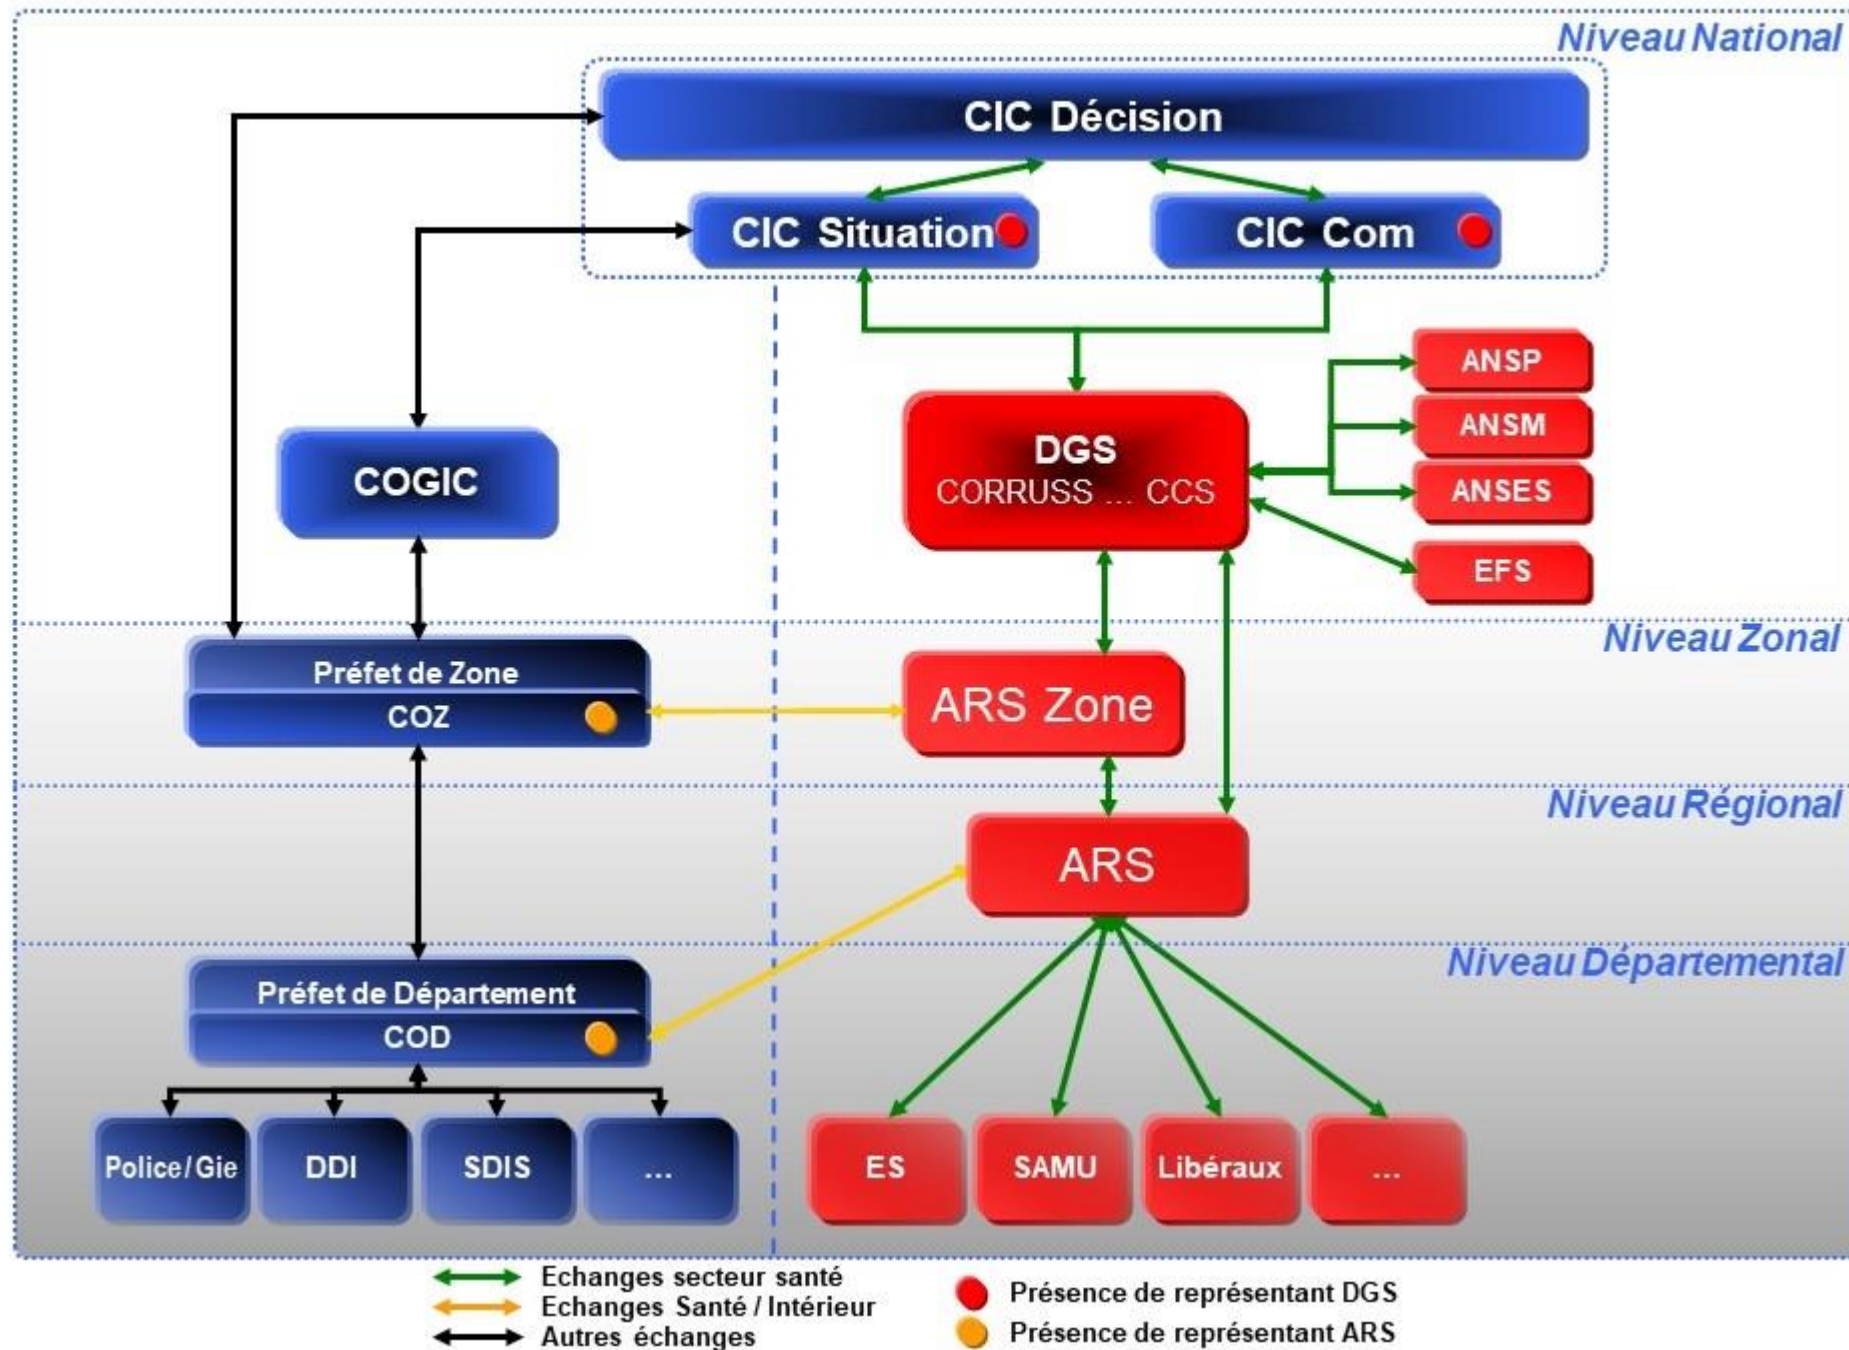 Niveau National
CIC Décision
CIC Situation
CIC Com
ANSP
DGS
CORRUSS ... CCS
ANSM
COGIC
ANSES
EFS
Niveau Zonal
Préfet de Zone
COZ
ARS Zone
Niveau Régional
ARS
Niveau Départemental
Préfet de Département
COD
Police/Gie
DDI
SDIS
...
ES
SAMU
Libéraux
...
Echanges secteur santé
Echanges Santé / Intérieur
Autres échanges
Présence de représentant DGS
Présence de représentant ARS